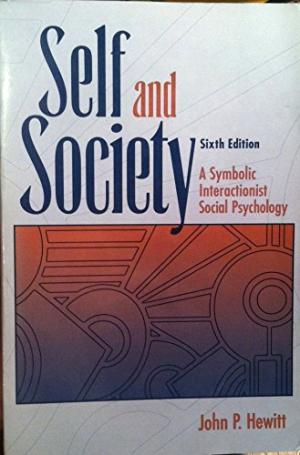 Self and
Society
Sixth Edition
A Symbolic
Interactionist
Social Psychology
John P. Hewitt